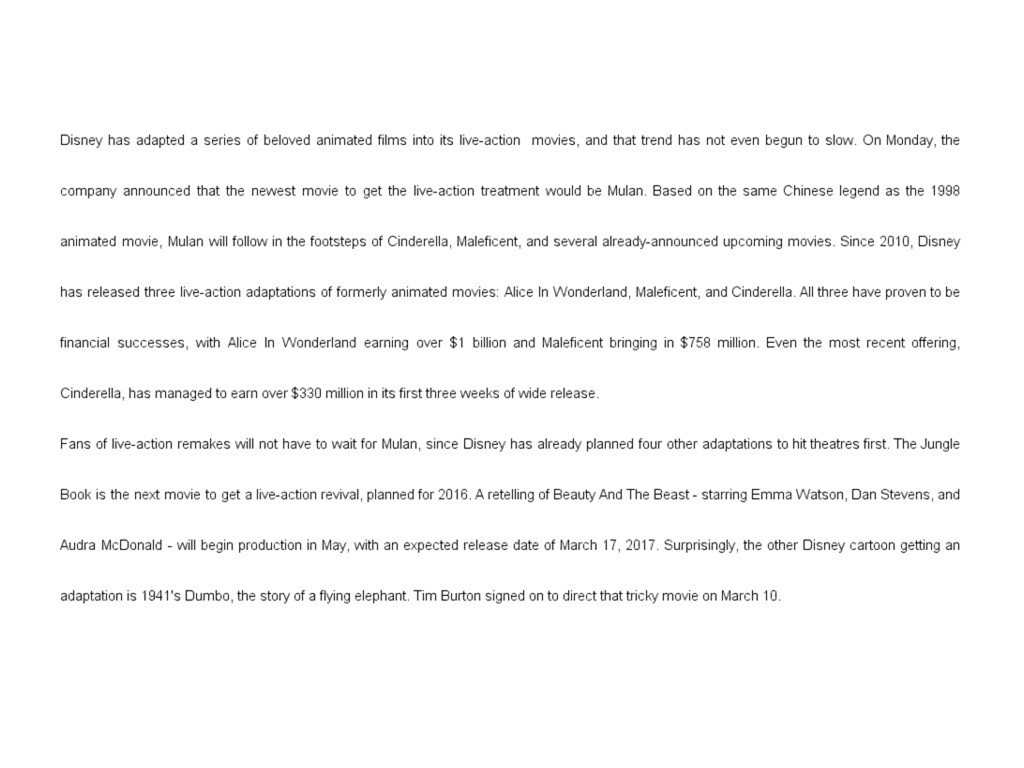 Disney has adapted a series of beloved animated films into its live-action  movies, and that trend has not even begun to slow. On Monday, the
company announced that the newest movie to get the live-action treatment would be Mulan. Based on the same Chinese legend as the 1998
animated movie, Mulan will follow in the footsteps of Cinderella, Maleficent, and several already-announced upcoming movies. Since 2010, Disney
has released three live-action adaptations of formerly animated movies: Alice In Wonderland, Maleficent, and Cinderella. All three have proven to be
financial successes, with Alice In Wonderland earning over $1 billion and Maleficent bringing in $758 million. Even the most recent offering,
Cinderella, has managed to earn over $330 million in its first three weeks of wide release.
Fans of live-action remakes will not have to wait for Mulan, since Disney has already planned four other adaptations to hit theatres first. The Jungle
Book is the next movie to get a live-action revival, planned for 2016. A retelling of Beauty And The Beast - starring Emma Watson, Dan Stevens, and
Audra McDonald - will begin production in May, with an expected release date of March 17, 2017. Surprisingly, the other Disney cartoon getting an
adaptation is 1941's Dumbo, the story of a flying elephant. Tim Burton signed on to direct that tricky movie on March 10.